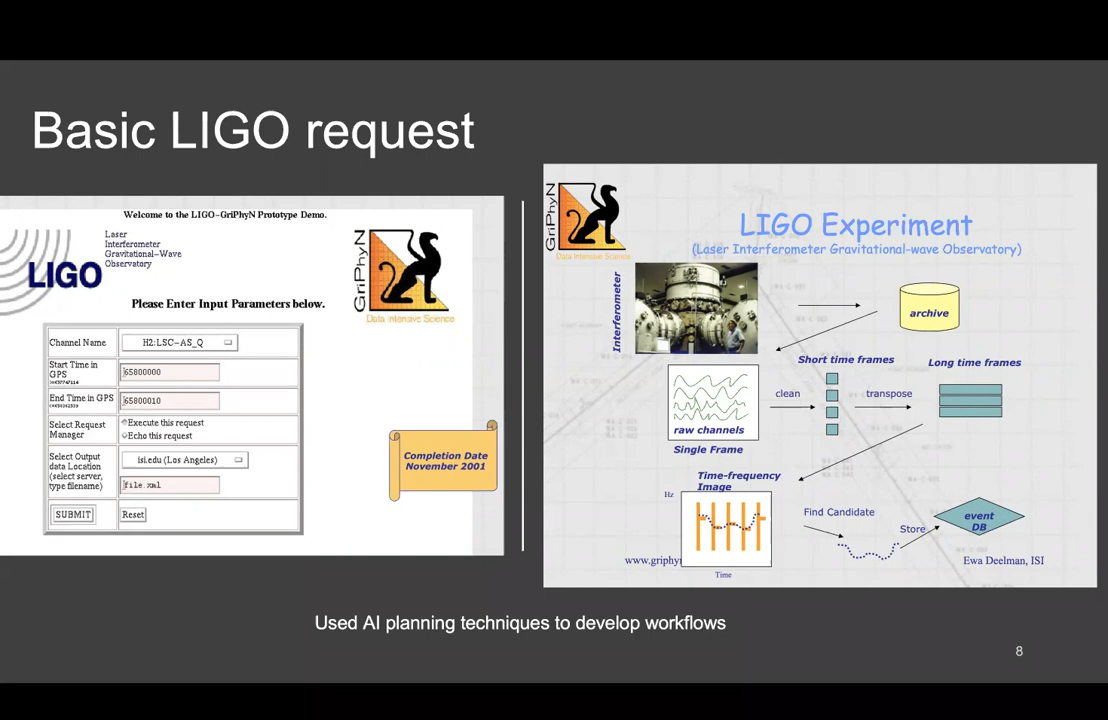 Basic LIGO request
Welcome to the LIGO-GriPhyN Prototype Demo.
Laser
Interferometer
Gravitational-Wave
Observatory
LIGO
GriPhyN
Data Intensive Science
Please Enter Input Parameters below.
Channel Name
H2:LSC-AS_Q
Start Time in
GPS
65800000
End Time in GPS
65800010
Select Request
Manager
Execute this request
Echo this request
Select Output
data Location
(select server,
type filename)
isi.edu (Los Angeles)
file.xml
SUBMIT
Reset
Completion Date
November 2001
GriPhyN
Data Intensive Science
LIGO Experiment
(Laser Interferometer Gravitational-wave Observatory)
Interferometer
archive
raw channels
Single Frame
clean
Short time frames
transpose
Long time frames
Time-frequency
Image
Hz
Time
Find Candidate
Store
event
DB
www.griphy
Ewa Deelman, ISI
Used AI planning techniques to develop workflows
8